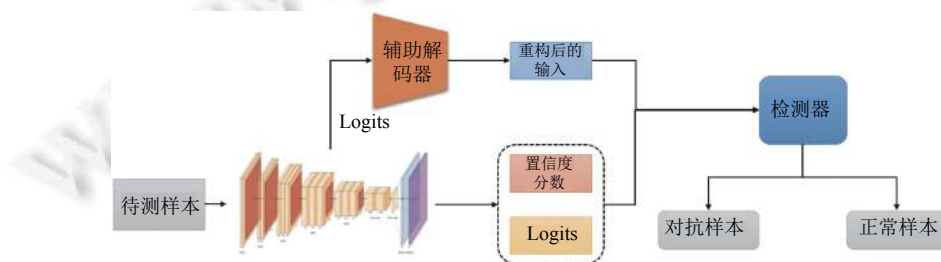 辅助解
码器
重构后的
输入
检测器
Logits
置信度
分数
待测样本
Logits
对抗样本
正常样本